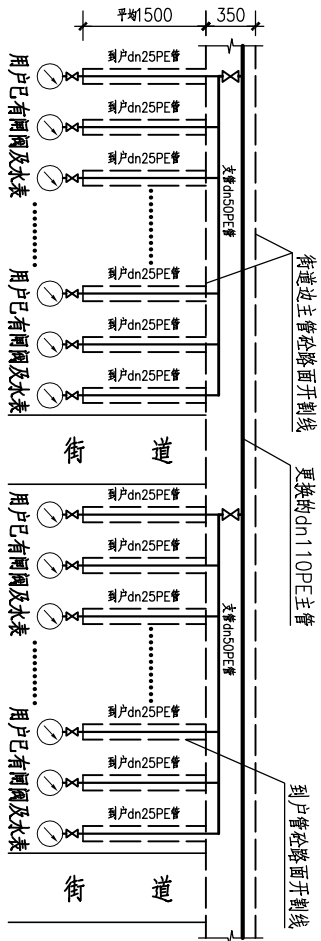 平均1500
350
到户dn25PE管
到户dn25PE管
到户dn25PE管
到户dn25PE管
到户dn25PE管
到户dn25PE管
支管dn50PE管
用户已有闸阀及水表
用户已有闸阀及水表
街道边主管砼路面开割线
街 道
更换的dn110PE主管
到户dn25PE管
到户dn25PE管
到户dn25PE管
到户dn25PE管
到户dn25PE管
到户dn25PE管
支管dn50PE管
用户已有闸阀及水表
用户已有闸阀及水表
到户管砼路面开割线
街 道